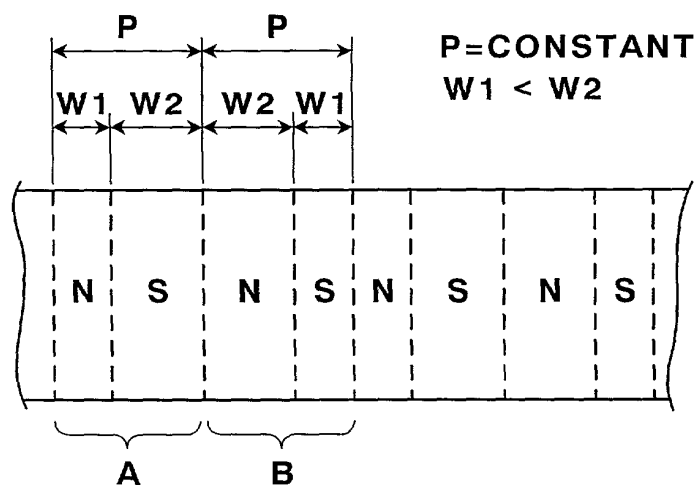 P P
P=CONSTANT
W1 < W2
W1 W2 W2 W1
N S N S N S N S
A B